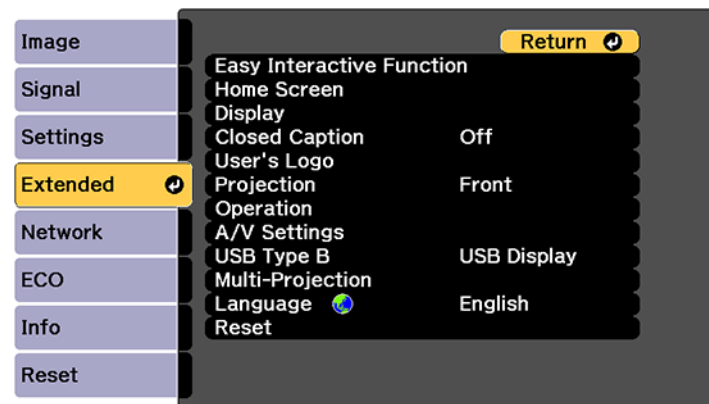 Image
Signal
Settings
Extended
Network
ECO
Info
Reset
Return
Easy Interactive Function
Home Screen
Display
Closed Caption Off
User's Logo
Projection Front
Operation
A/V Settings
USB Type B USB Display
Multi-Projection
Language English
Reset